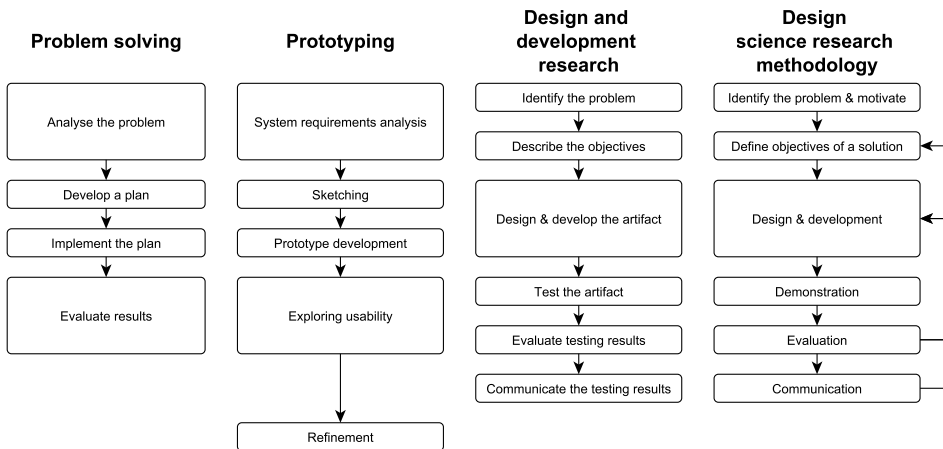 Problem solving
Analyse the problem
Develop a plan
Implement the plan
Evaluate results
Prototyping
System requirements analysis
Sketching
Prototype development
Exploring usability
Refinement
Design and
development
research
Identify the problem
Describe the objectives
Design & develop the artifact
Test the artifact
Evaluate testing results
Communicate the testing results
Design
science research
methodology
Identify the problem & motivate
Define objectives of a solution
Design & development
Demonstration
Evaluation
Communication